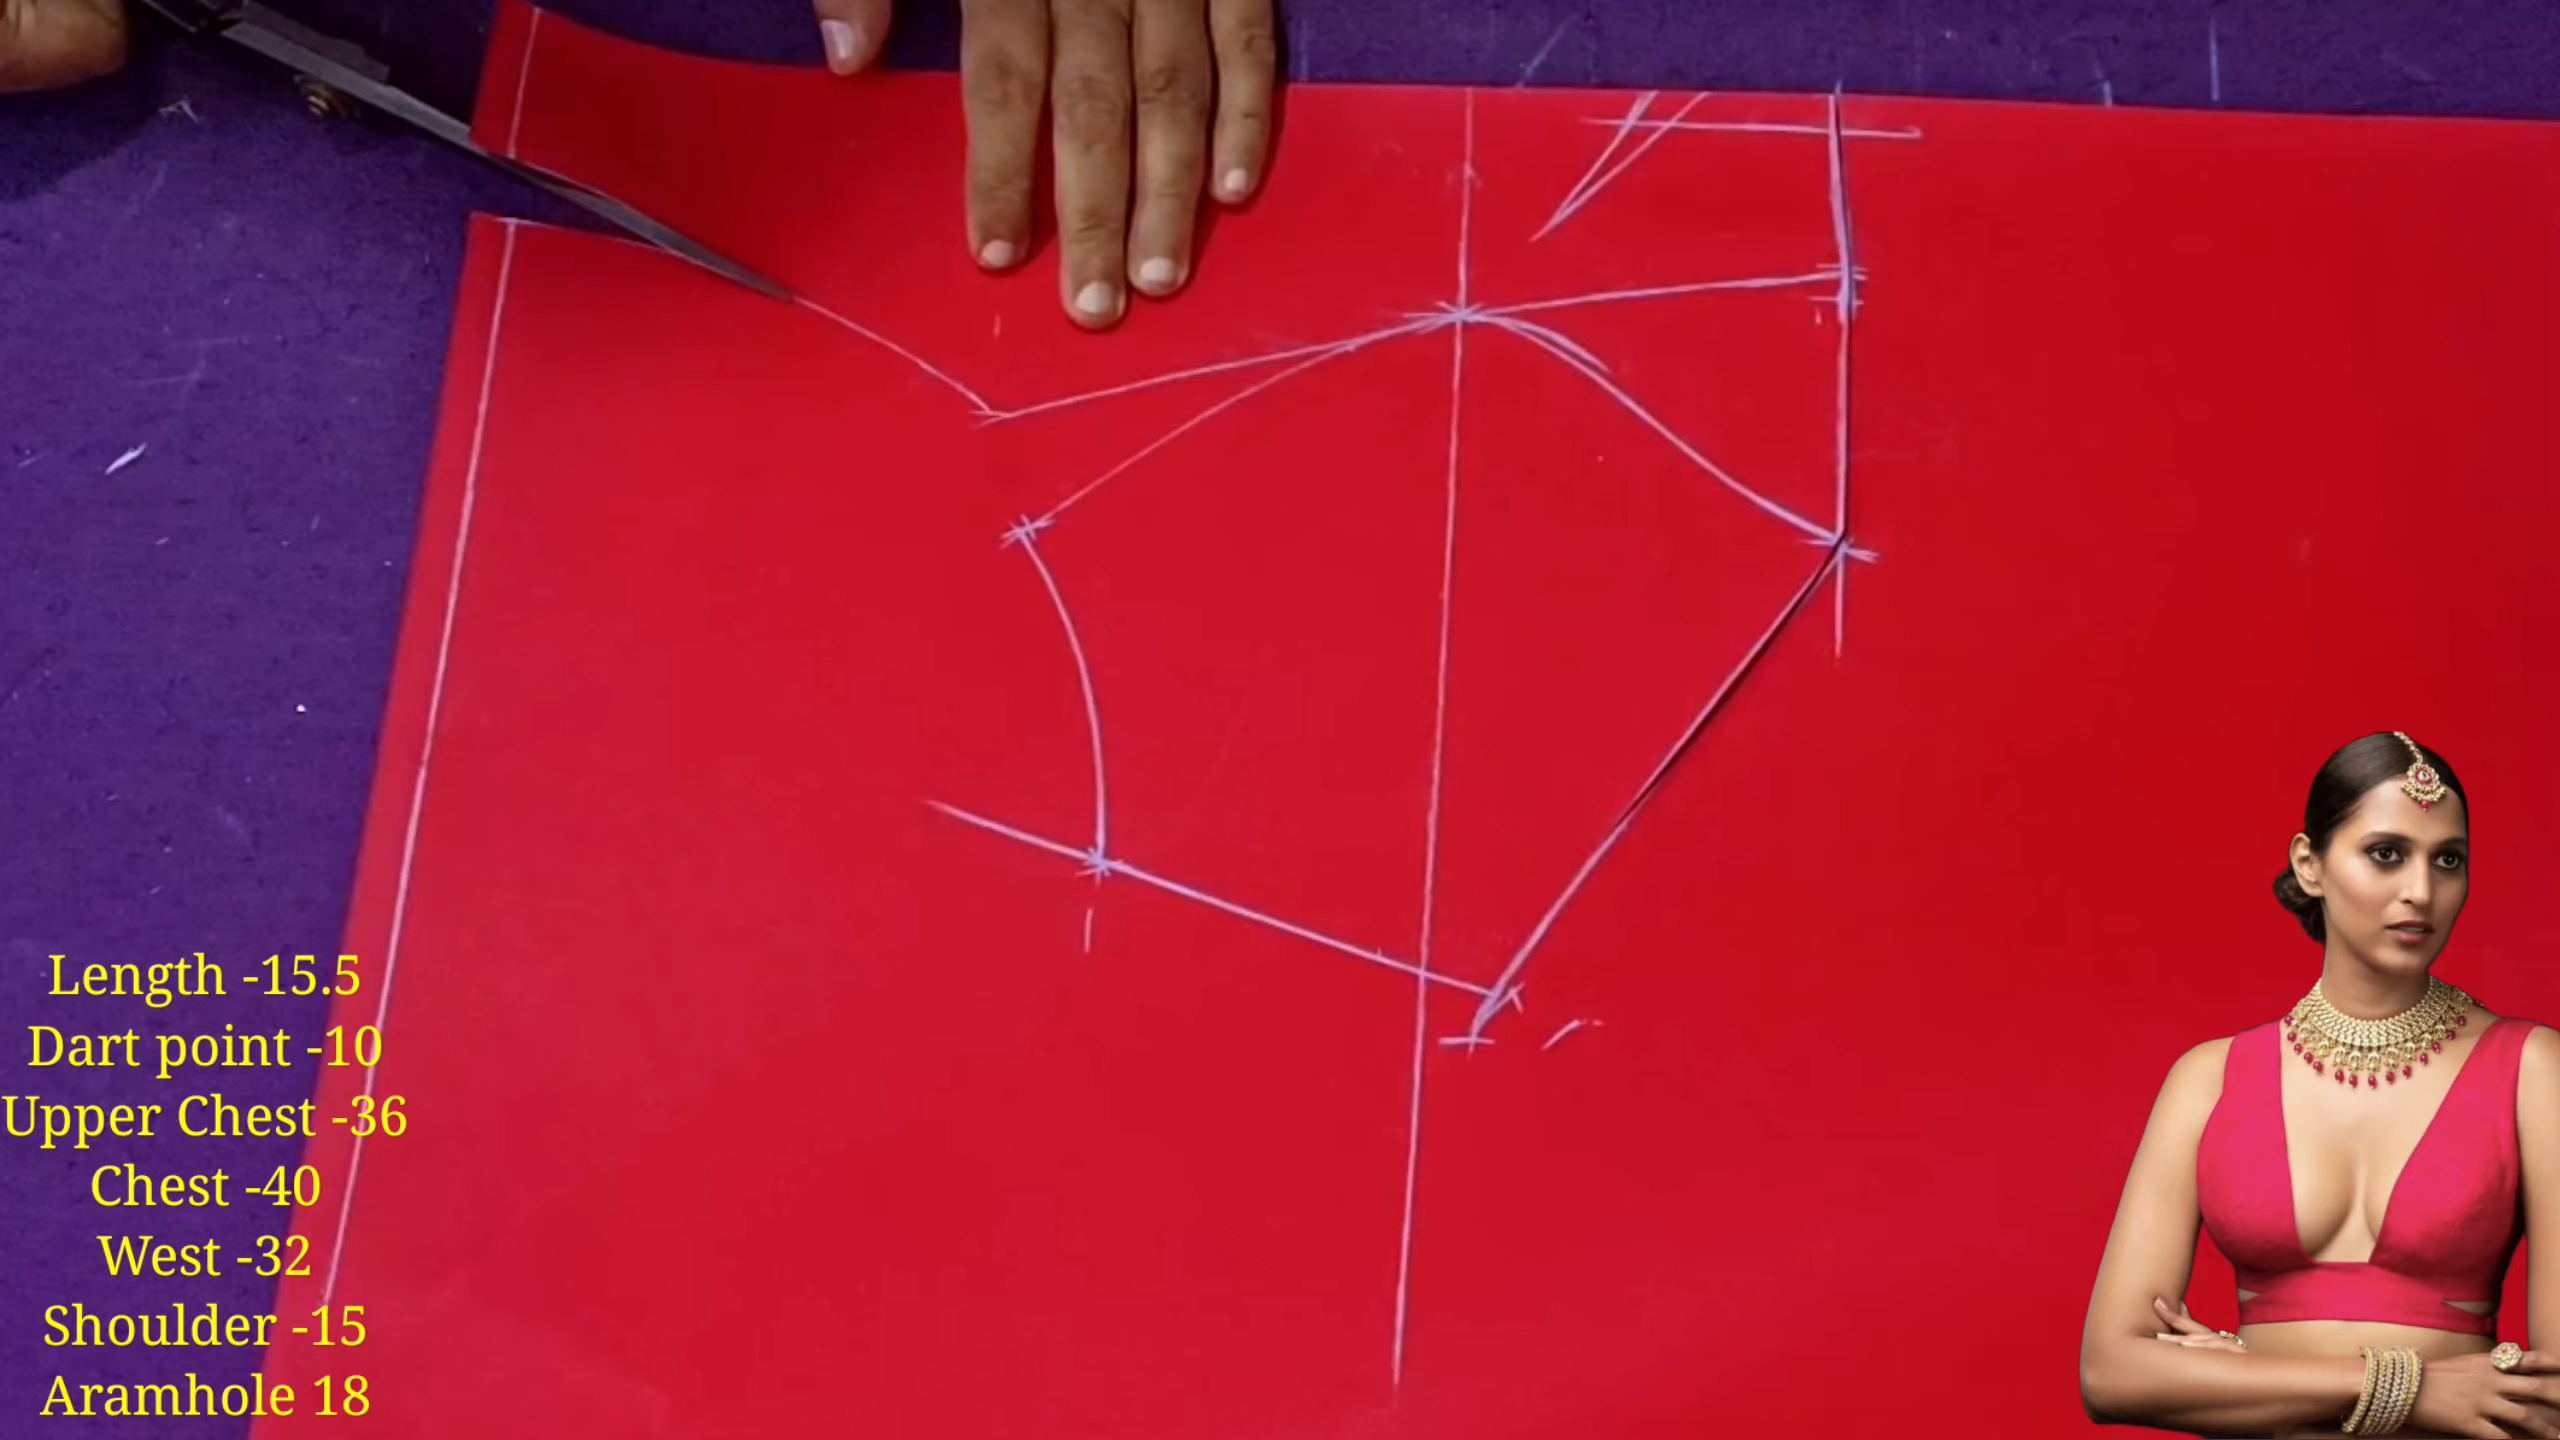 Length -15.5
Dart point -10
Upper Chest -36
Chest -40
West -32
Shoulder -15
Aramhole 18